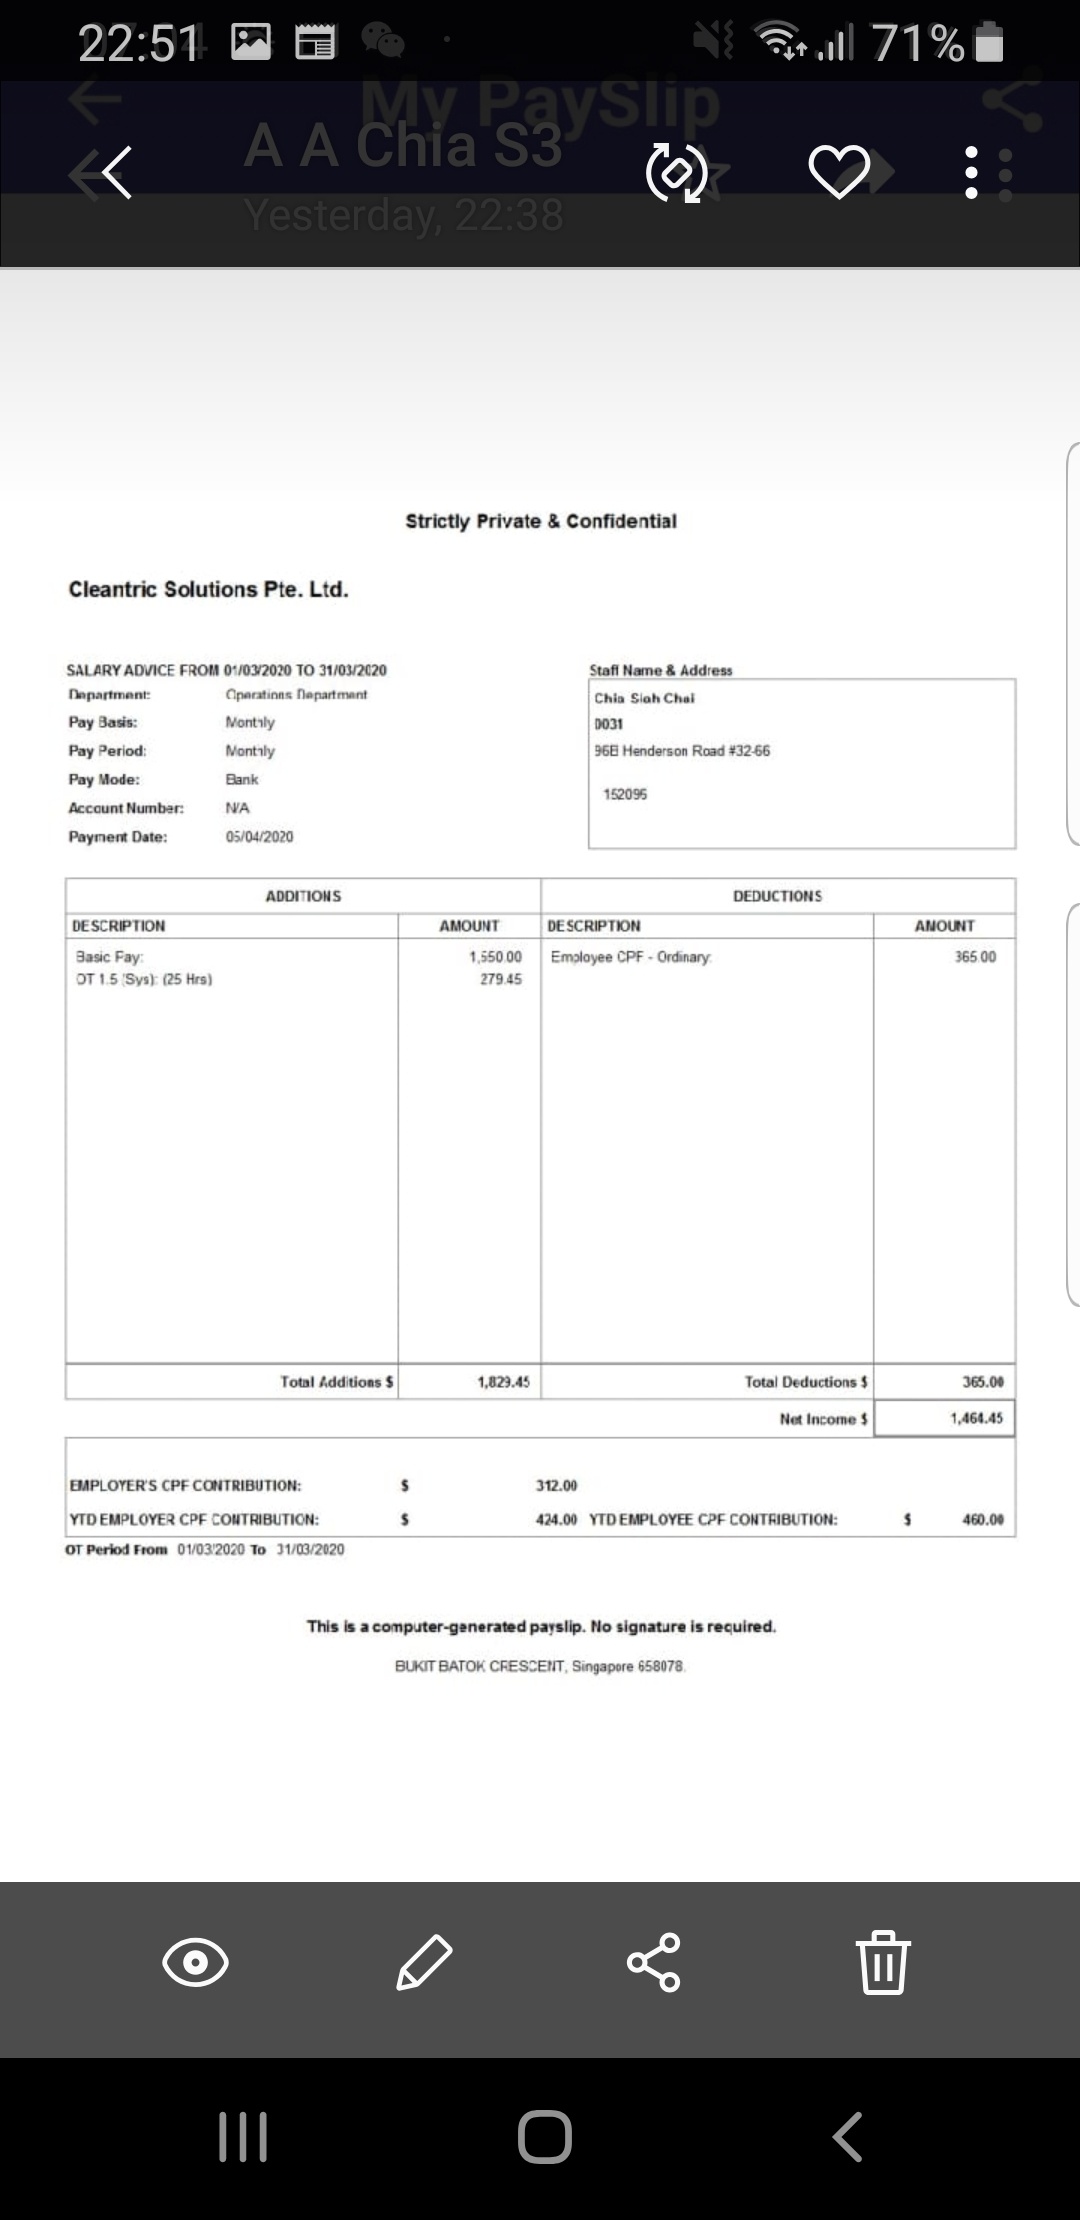 22:51 71%
My PaySlip
A A Chia S3
Yesterday, 22:38
Strictly Private & Confidential
Cleantric Solutions Pte. Ltd.
SALARY ADVICE FROM 01/03/2020 TO 31/03/2020
Department: Operations Department
Pay Basis: Monthly
Pay Period: Monthly
Pay Mode: Bank
Account Number: N/A
Payment Date: 05/04/2020
Staff Name & Address
Chia Siah Chai
0031
96B Henderson Road #32-66
152095
ADDITIONS DEDUCTIONS
DESCRIPTION AMOUNT DESCRIPTION AMOUNT
Basic Pay: 1,550.00 Employee CPF - Ordinary: 365.00
OT 1.5 (Sys): (25 Hrs) 279.45
Total Additions $ 1,829.45 Total Deductions $ 365.00
Net Income $ 1,464.45
EMPLOYER'S CPF CONTRIBUTION: $ 312.00
YTD EMPLOYER CPF CONTRIBUTION: $ 424.00 YTD EMPLOYEE CPF CONTRIBUTION: $ 460.00
OT Period From 01/03/2020 To 31/03/2020
This is a computer-generated payslip. No signature is required.
BUKIT BATOK CRESCENT, Singapore 658078.